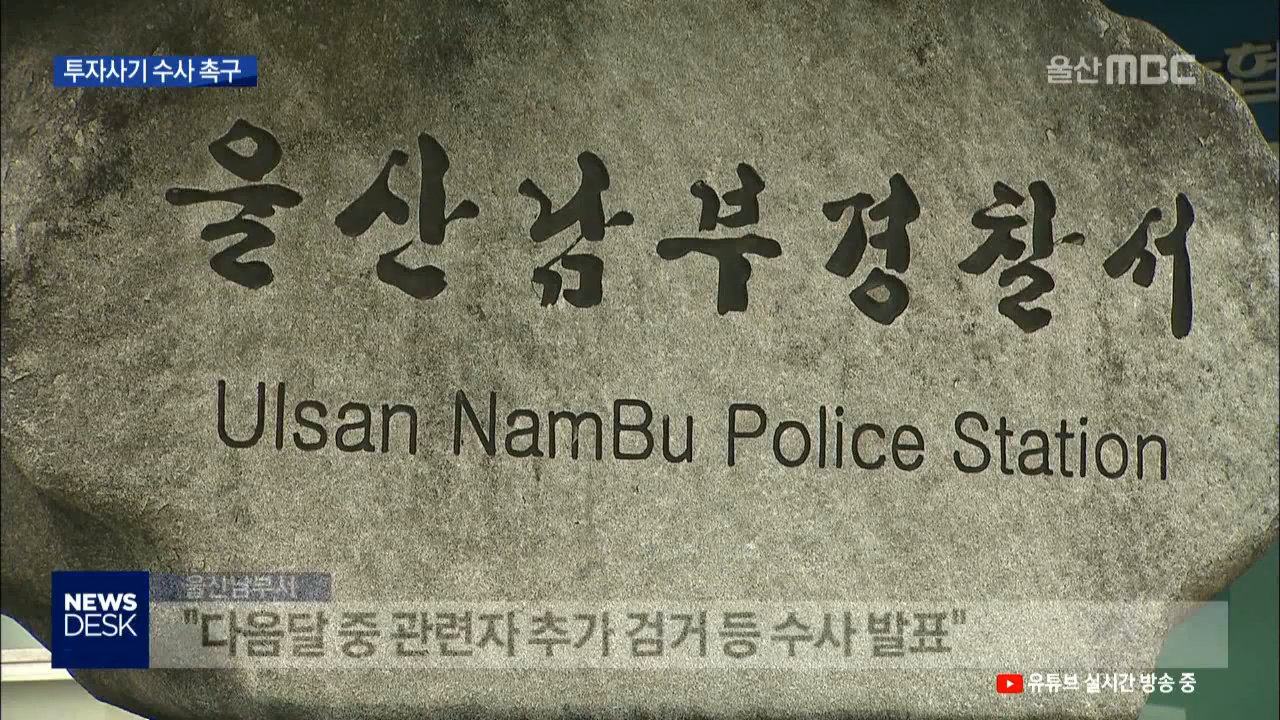 투자사기 수사 촉구
울산MBC
협
울산남부경찰서
Ulsan NamBu Police Station
NEWS
DESK
울산남부서
"다음달 중 관련자 추가 검거 등 수사 발표"
유튜브 실시간 방송 중